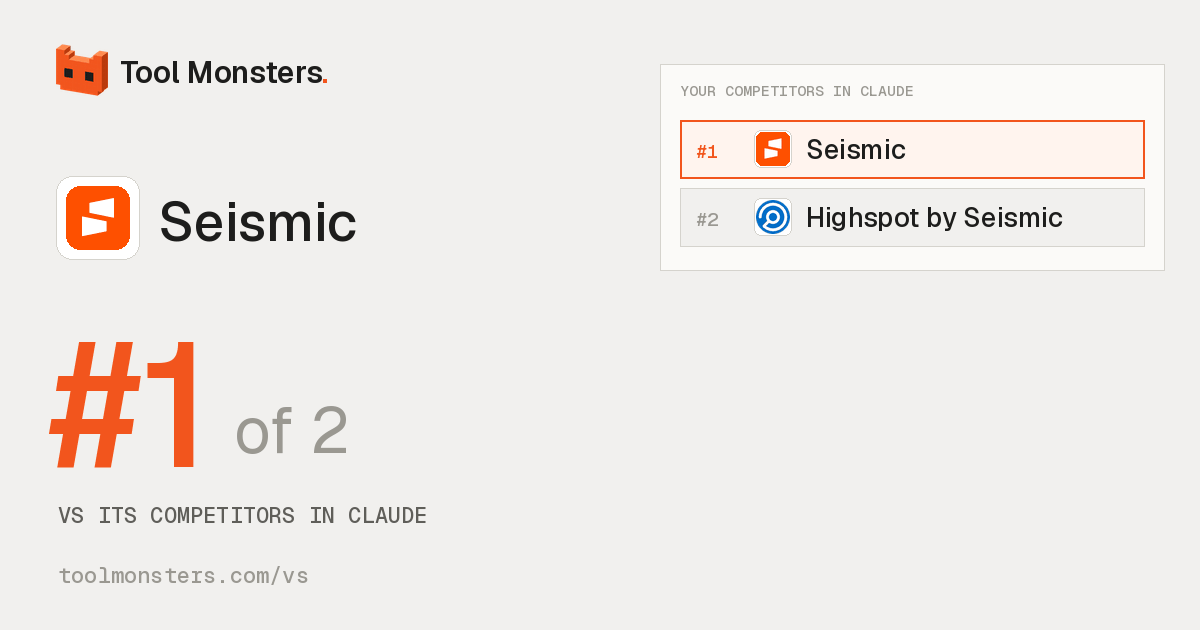 Tool Monsters.
Seismic
#1 of 2
VS ITS COMPETITORS IN CLAUDE
toolmonsters.com/vs
YOUR COMPETITORS IN CLAUDE
#1 Seismic
#2 Highspot by Seismic